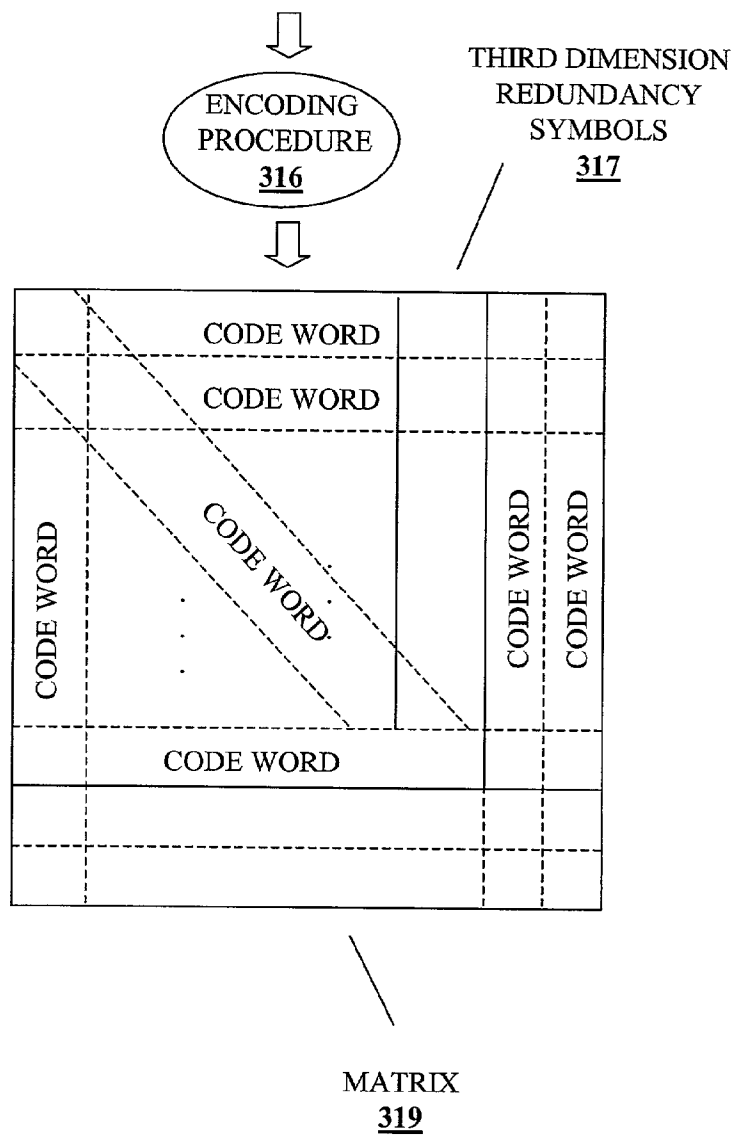 ENCODING
PROCEDURE
316
THIRD DIMENSION
REDUNDANCY
SYMBOLS
317
CODE WORD
CODE WORD
CODE WORD
CODE WORD
CODE WORD
CODE WORD
CODE WORD
MATRIX
319